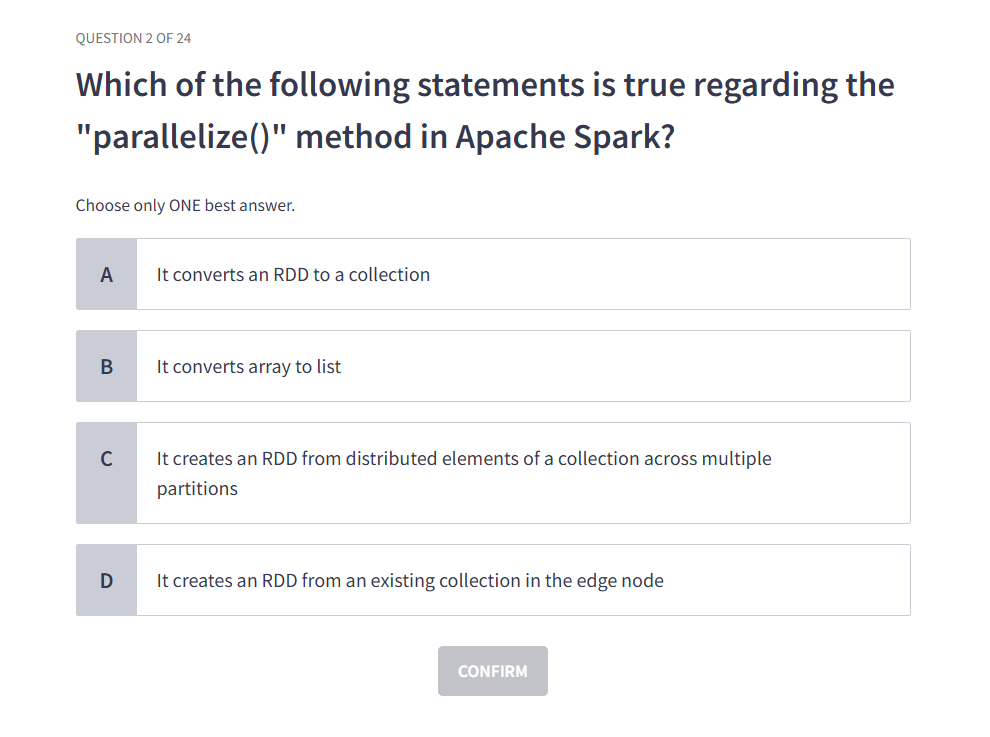 QUESTION 2 OF 24
Which of the following statements is true regarding the
"parallelize()" method in Apache Spark?
Choose only ONE best answer.
A
It converts an RDD to a collection
B
It converts array to list
C
It creates an RDD from distributed elements of a collection across multiple
partitions
D
It creates an RDD from an existing collection in the edge node
CONFIRM